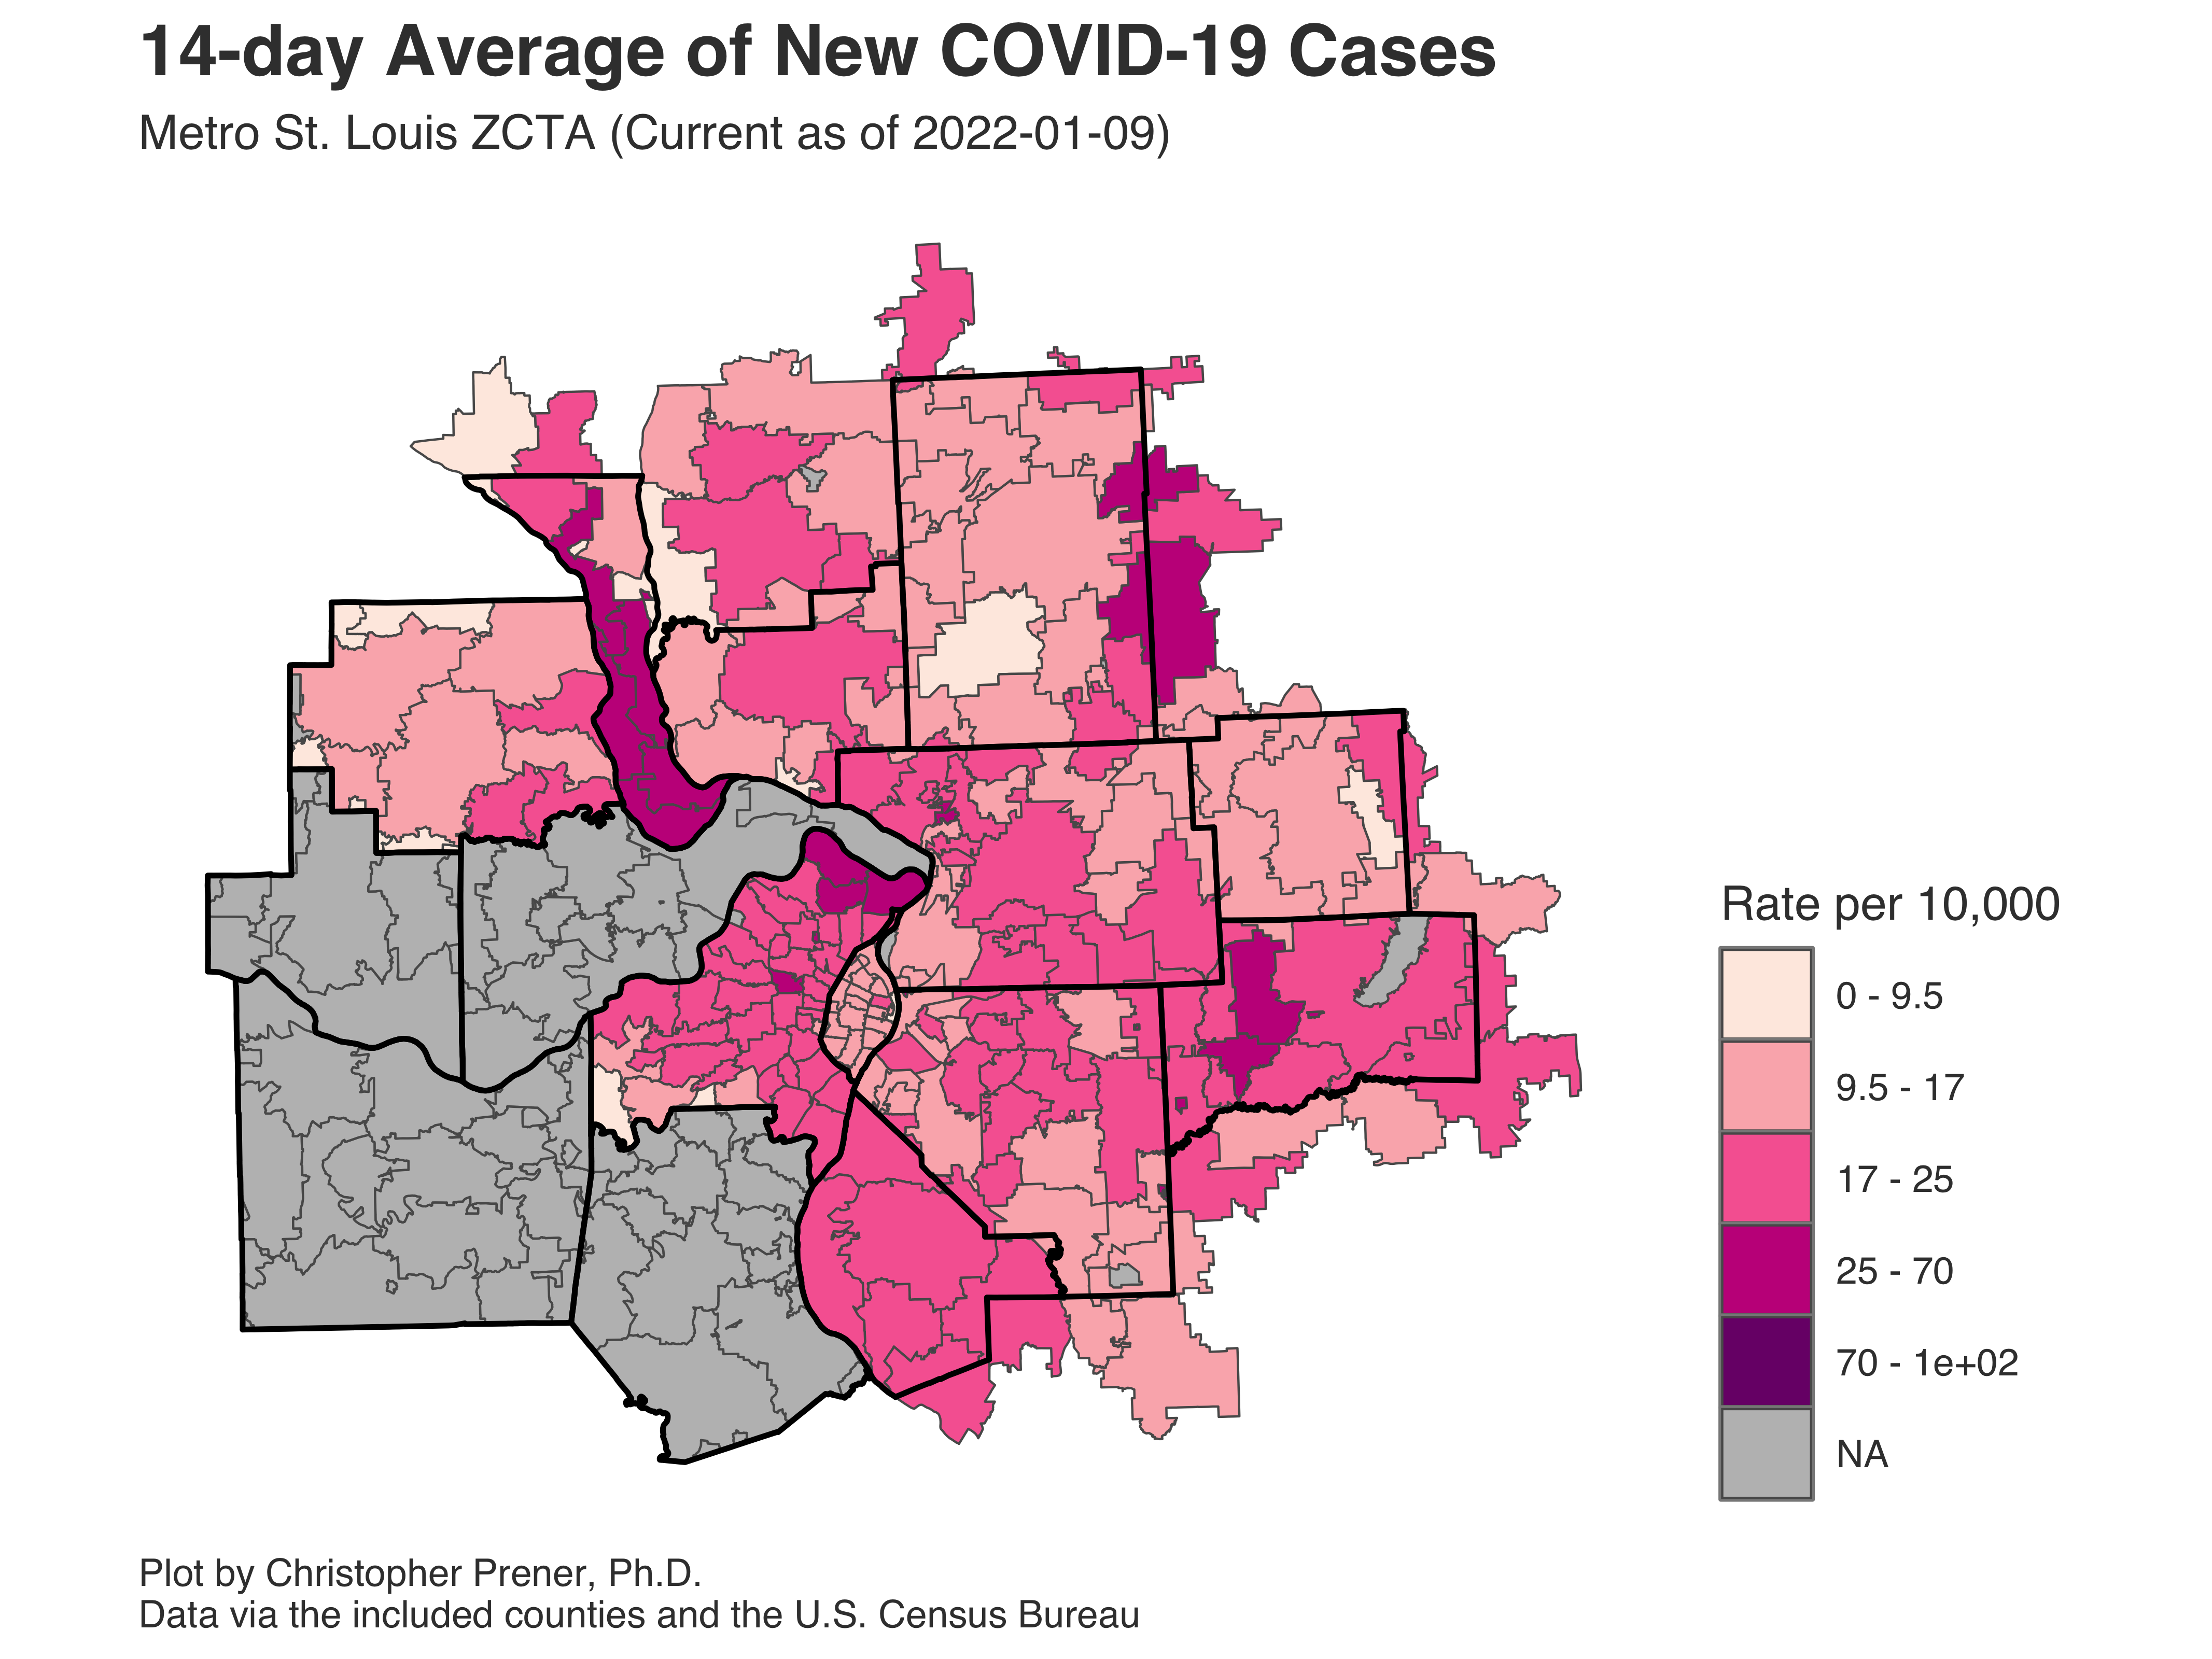 14-day Average of New COVID-19 Cases
Metro St. Louis ZCTA (Current as of 2022-01-09)
Rate per 10,000
0 - 9.5
9.5 - 17
17 - 25
25 - 70
70 - 1e+02
NA
Plot by Christopher Prener, Ph.D.
Data via the included counties and the U.S. Census Bureau